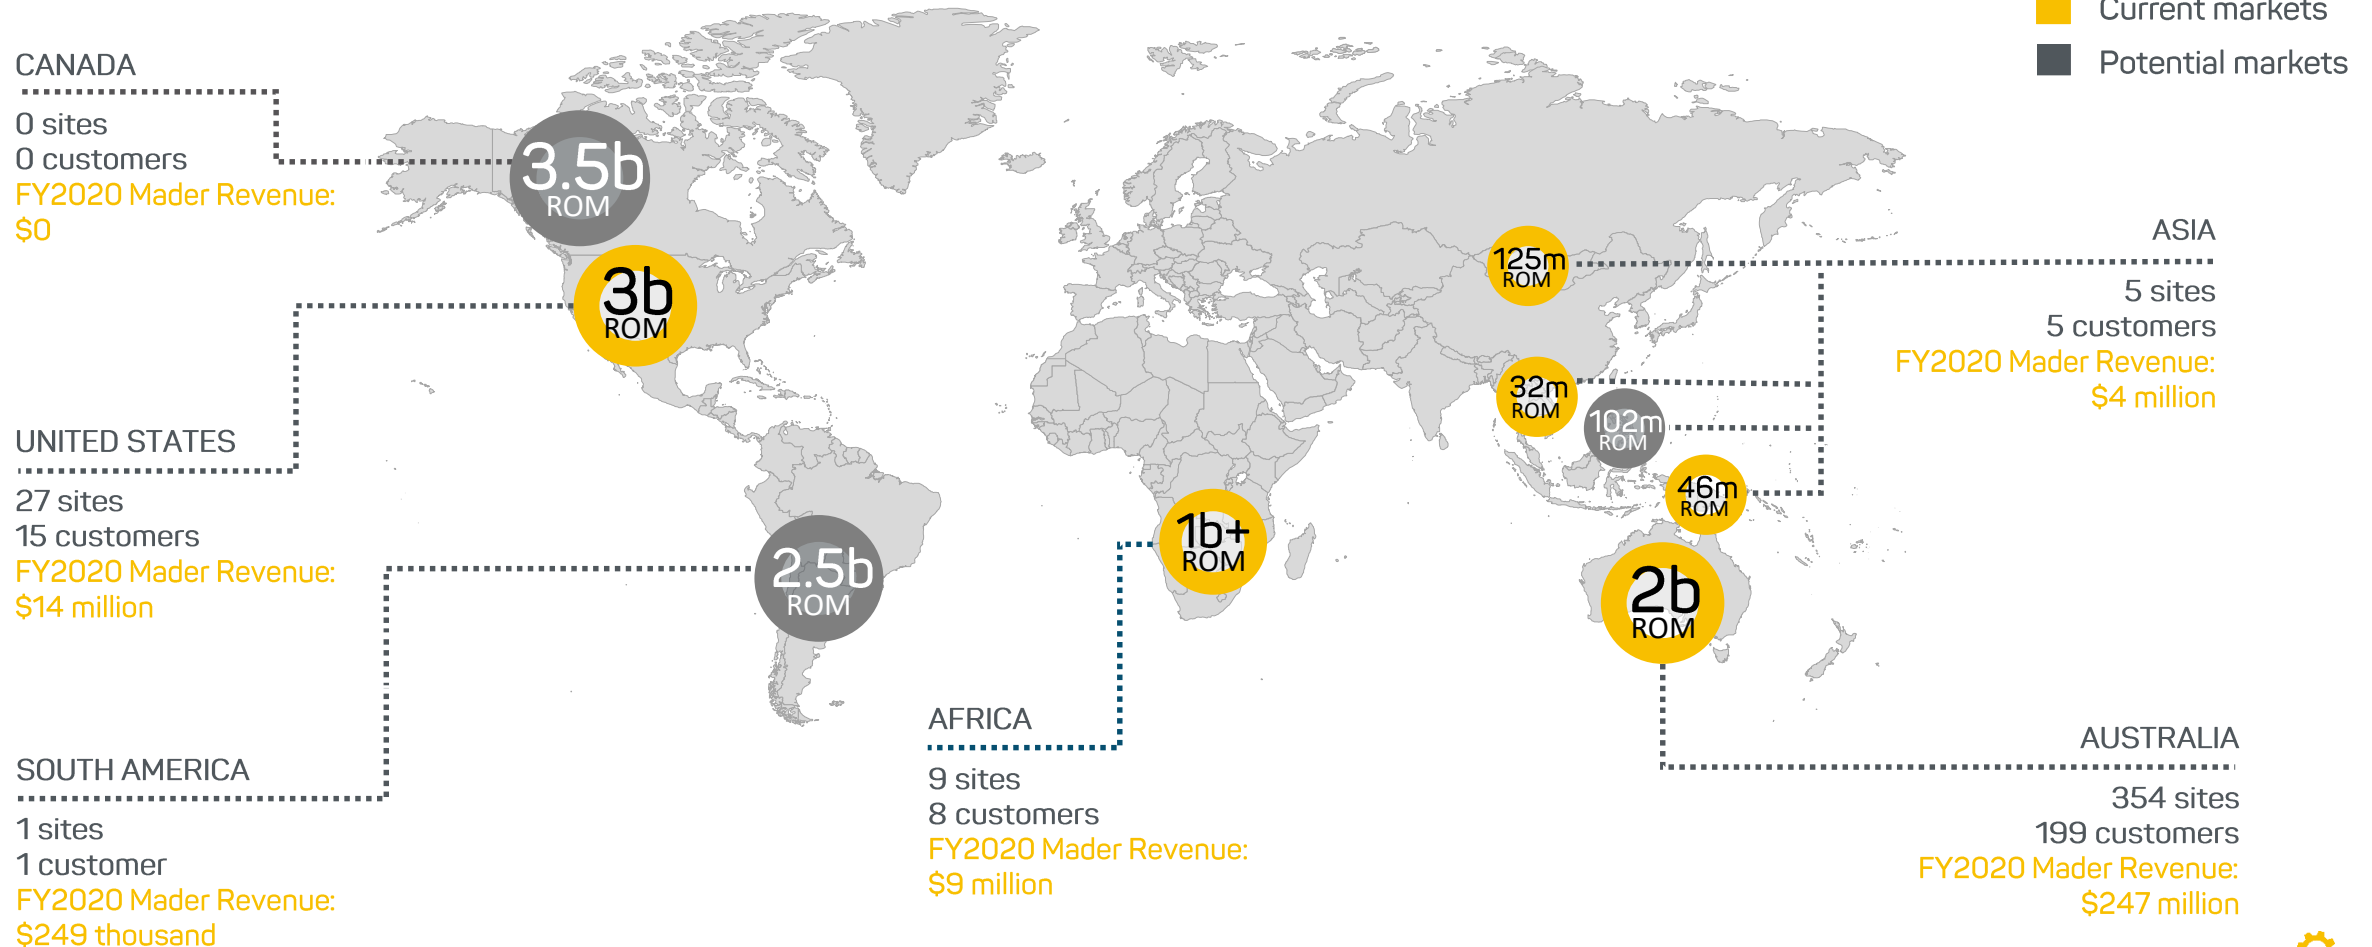 Current markets
Potential markets
CANADA
0 sites
0 customers
FY2020 Mader Revenue:
$0
3.5b
ROM
3b
ROM
UNITED STATES
27 sites
15 customers
FY2020 Mader Revenue:
$14 million
2.5b
ROM
SOUTH AMERICA
1 sites
1 customer
FY2020 Mader Revenue:
$249 thousand
1b+
ROM
AFRICA
9 sites
8 customers
FY2020 Mader Revenue:
$9 million
125m
ROM
32m
ROM
102m
ROM
46m
ROM
ASIA
5 sites
5 customers
FY2020 Mader Revenue:
$4 million
2b
ROM
AUSTRALIA
354 sites
199 customers
FY2020 Mader Revenue:
$247 million